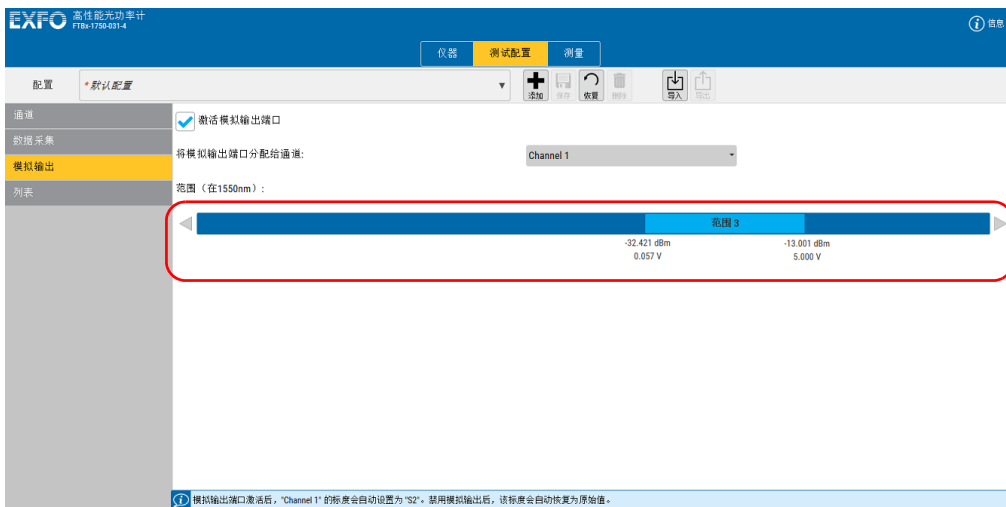 EXFO 高性能光功率计
FTBx-1750-031-4
信息
仪器 测试配置 测量
配置 *默认配置
添加 保存 恢复 删除 导入 导出
通道
数据采集
模拟输出
列表
激活模拟输出端口
将模拟输出端口分配给通道: Channel 1
范围（在1550nm）:
范围 3
-32.421 dBm -13.001 dBm
0.057 V 5.000 V
模拟输出端口激活后，"Channel 1" 的标度会自动设置为 "S2"。禁用模拟输出后，该标度会自动恢复为原始值。